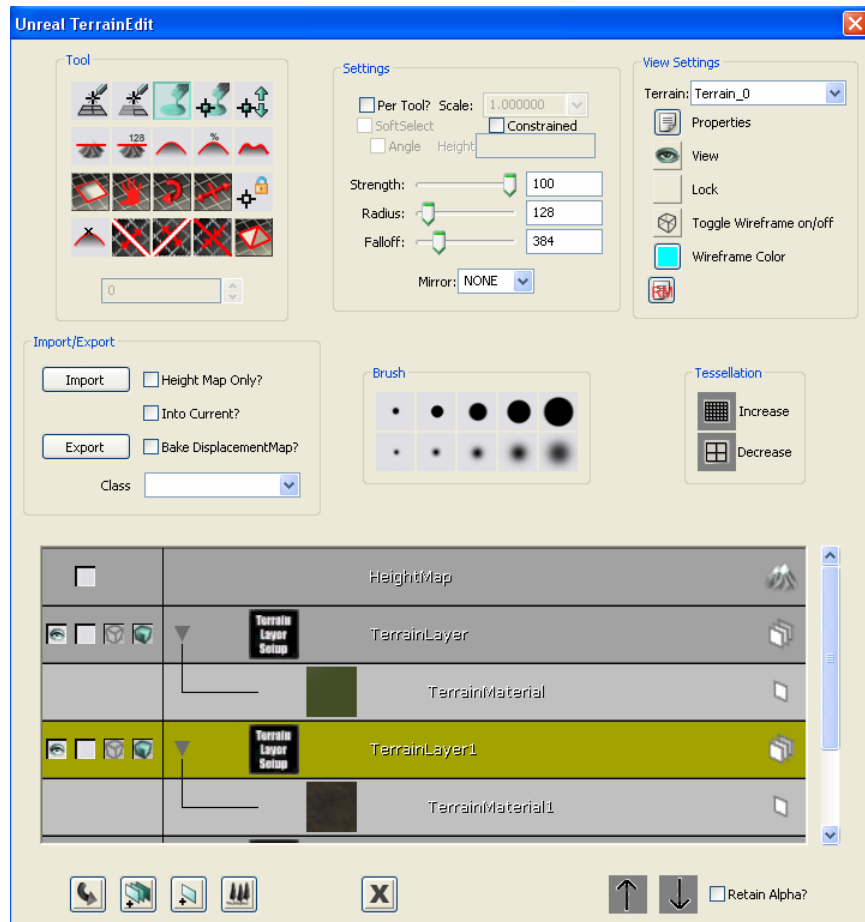 Unreal TerrainEdit
Tool
128
%
0
Settings
Per Tool? Scale: 1.000000
SoftSelect
Constrained
Angle Height
Strength: 100
Radius: 128
Falloff: 384
Mirror: NONE
View Settings
Terrain: Terrain_0
Properties
View
Lock
Toggle Wireframe on/off
Wireframe Color
RM
Import/Export
Import
Height Map Only?
Into Current?
Export
Bake DisplacementMap?
Class
Brush
Tessellation
Increase
Decrease
HeightMap
Terrain
Layer
Setup
TerrainLayer
TerrainMaterial
Terrain
Layer
Setup
TerrainLayer1
TerrainMaterial1
X
Retain Alpha?